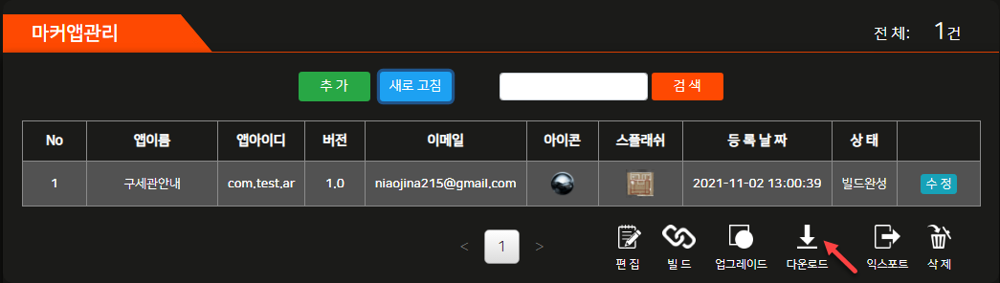 마커앱관리
전 체: 1건
추 가 새로 고침 검 색
No 앱이름 앱아이디 버전 이메일 아이콘 스플래쉬 등 록 날 짜 상 태
1 구세관안내 com.test.ar 1.0 niaojina215@gmail.com 2021-11-02 13:00:39 빌드완성 수 정
< 1 >
편 집 빌 드 업그레이드 다운로드 익스포트 삭 제